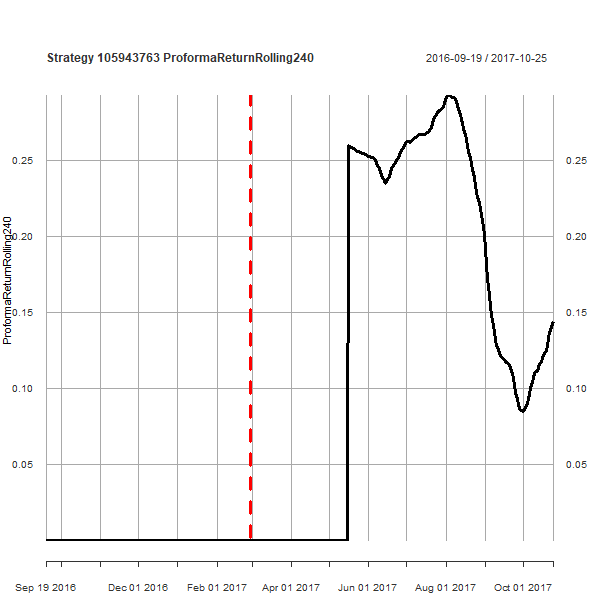 Strategy 105943763 ProformaReturnRolling240
2016-09-19 / 2017-10-25
ProformaReturnRolling240
0.25 0.25
0.20 0.20
0.15 0.15
0.10 0.10
0.05 0.05
Sep 19 2016 Dec 01 2016 Feb 01 2017 Apr 01 2017 Jun 01 2017 Aug 01 2017 Oct 01 2017